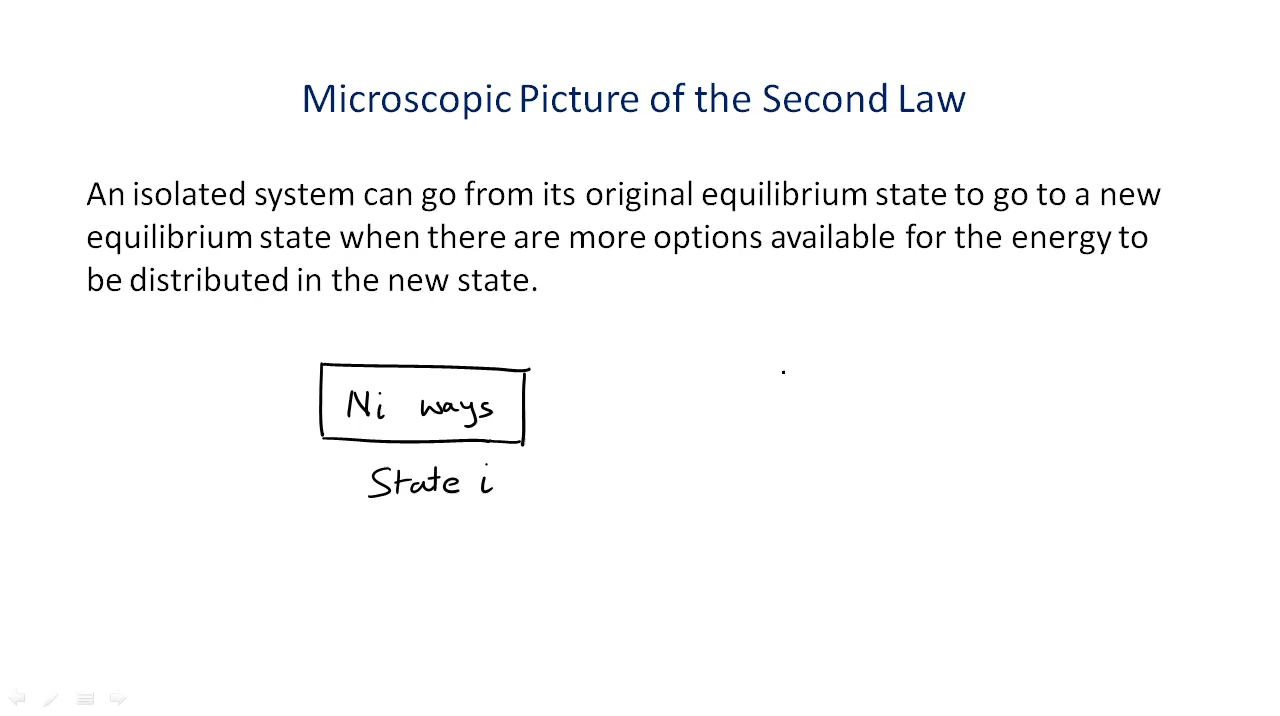 Microscopic Picture of the Second Law
An isolated system can go from its original equilibrium state to go to a new
equilibrium state when there are more options available for the energy to
be distributed in the new state.
Ni ways
State i